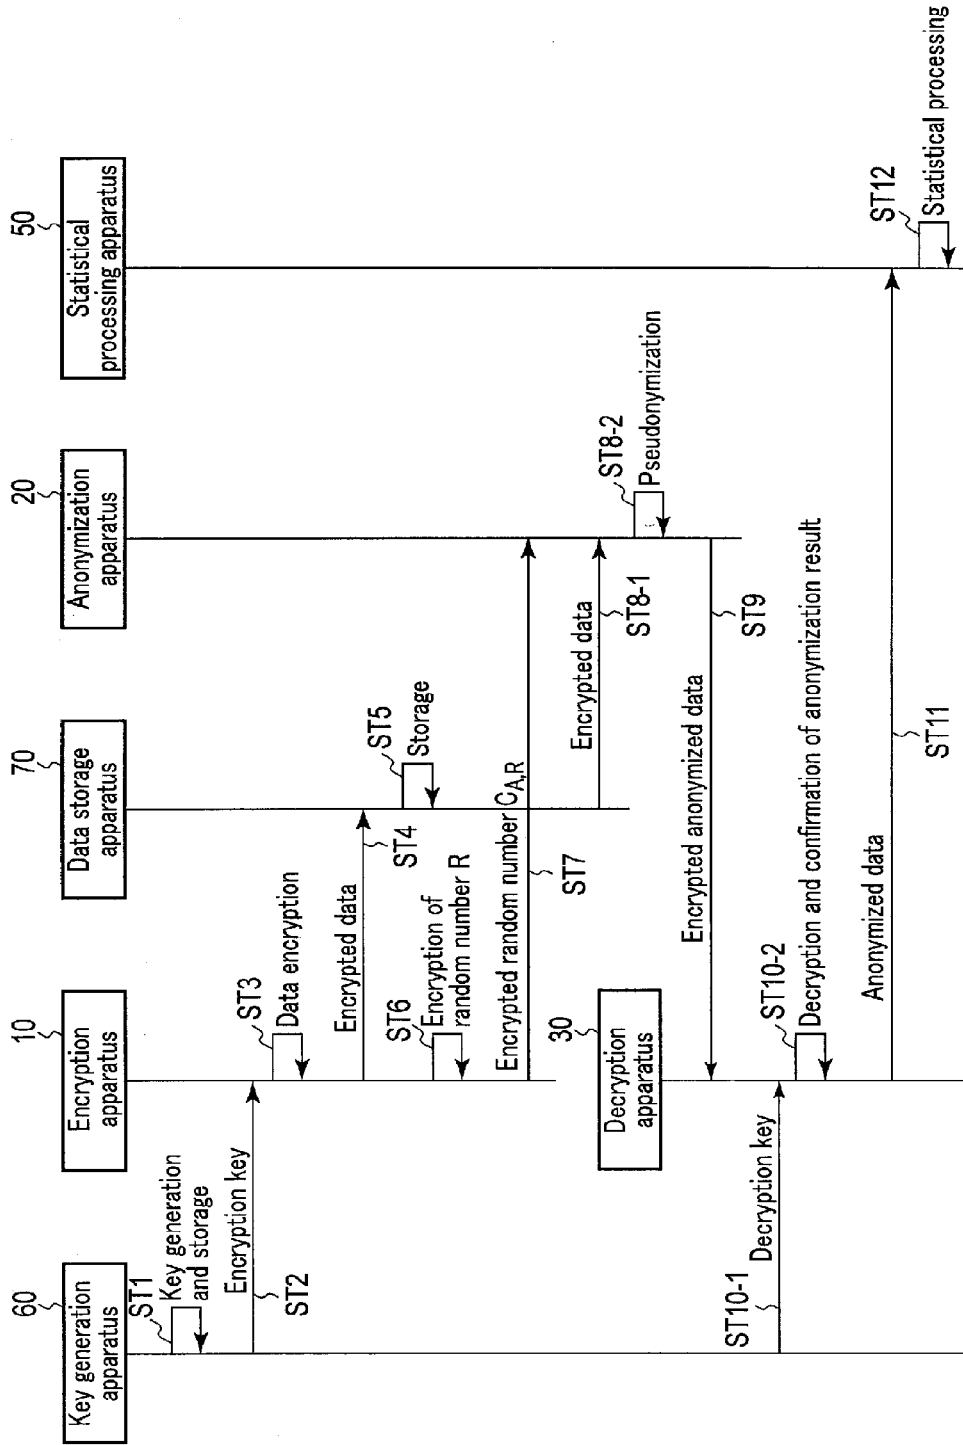 60
Key generation
apparatus
10
Encryption
apparatus
70
Data storage
apparatus
20
Anonymization
apparatus
50
Statistical
processing apparatus
ST1
Key generation
and storage
Encryption key
ST2
ST3
Data encryption
Encrypted data
ST4
ST5
Storage
ST6
Encryption of
random number R
Encrypted random number CA,R
ST7
Encrypted data
ST8-1
ST8-2
Pseudonymization
30
Decryption
apparatus
Encrypted anonymized data
ST9
Decryption key
ST10-1
ST10-2
Decryption and confirmation of anonymization result
Anonymized data
ST11
ST12
Statistical processing